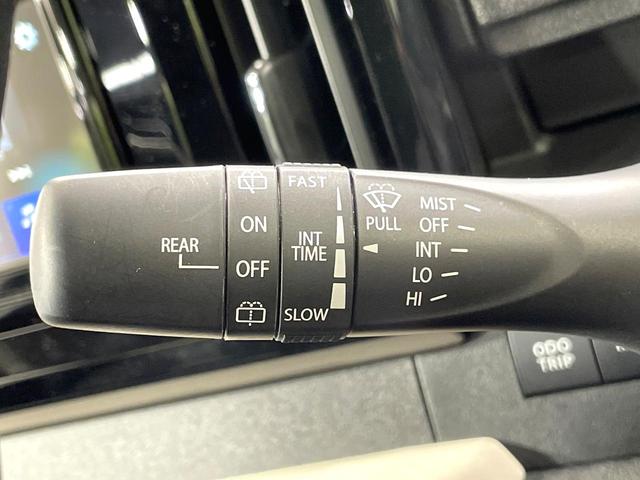 REAR
ON
OFF
FAST
INT
TIME
SLOW
PULL
MIST
OFF
INT
LO
HI
ODO
TRIP